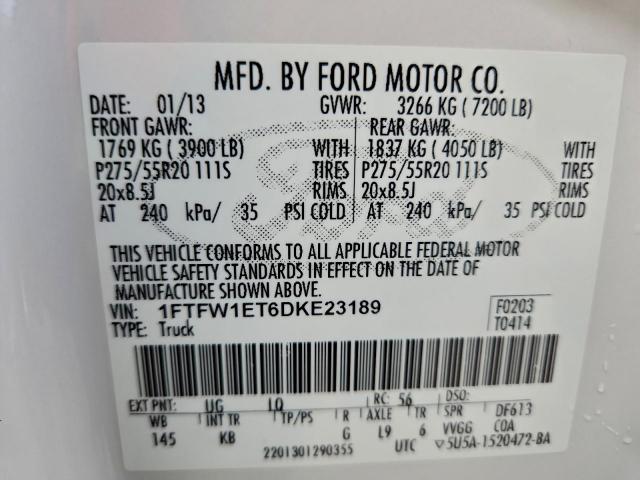 MFD. BY FORD MOTOR CO.
DATE: 01/13 GVWR: 3266 KG ( 7200 LB)
FRONT GAWR: REAR GAWR:
1769 KG ( 3900 LB) WITH 1837 KG ( 4050 LB) WITH
P275/55R20 111S TIRES P275/55R20 111S TIRES
20x8.5J RIMS 20x8.5J RIMS
AT 240 kPa/ 35 PSI COLD AT 240 kPa/ 35 PSI COLD
THIS VEHICLE CONFORMS TO ALL APPLICABLE FEDERAL MOTOR
VEHICLE SAFETY STANDARDS IN EFFECT ON THE DATE OF
MANUFACTURE SHOWN ABOVE.
VIN: 1FTFW1ET6DKE23189 F0203
TYPE: Truck T0414
EXT PNT: UG LQ RC: 56 DSO:
WB INT TR TP/PS R AXLE TR SPR DF613
145 KB G L9 6 VVGG COA
2201301290355 UTC ▽5U5A-1520472-BA